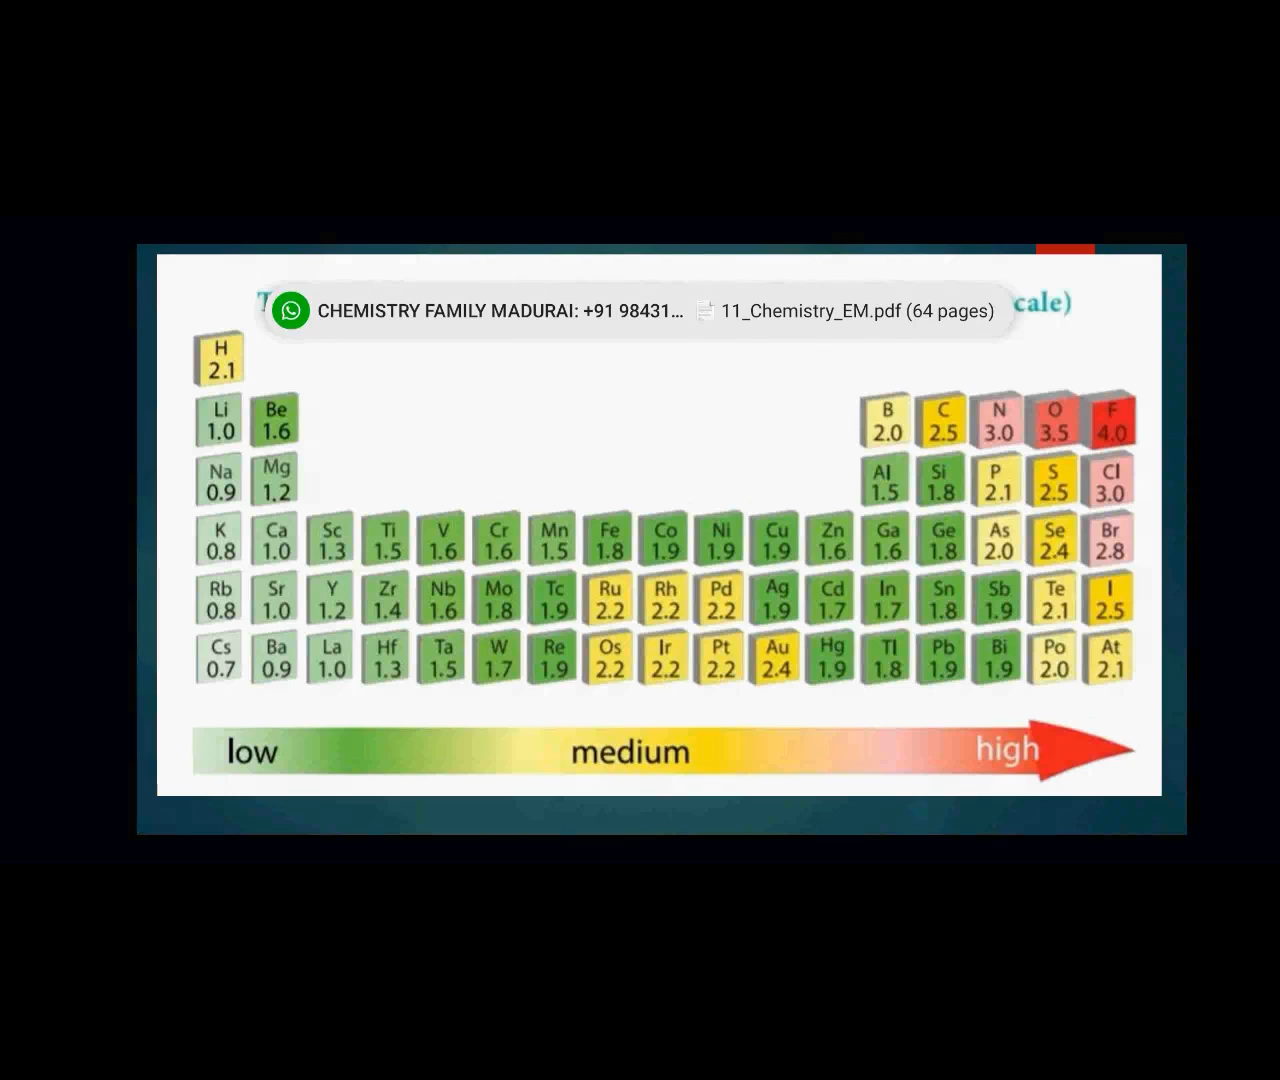 T CHEMISTRY FAMILY MADURAI: +91 98431... 11_Chemistry_EM.pdf (64 pages) cale)
H
2.1
Li Be B C N O F
1.0 1.6 2.0 2.5 3.0 3.5 4.0
Na Mg Al Si P S Cl
0.9 1.2 1.5 1.8 2.1 2.5 3.0
K Ca Sc Ti V Cr Mn Fe Co Ni Cu Zn Ga Ge As Se Br
0.8 1.0 1.3 1.5 1.6 1.6 1.5 1.8 1.9 1.9 1.9 1.6 1.6 1.8 2.0 2.4 2.8
Rb Sr Y Zr Nb Mo Tc Ru Rh Pd Ag Cd In Sn Sb Te I
0.8 1.0 1.2 1.4 1.6 1.8 1.9 2.2 2.2 2.2 1.9 1.7 1.7 1.8 1.9 2.1 2.5
Cs Ba La Hf Ta W Re Os Ir Pt Au Hg Tl Pb Bi Po At
0.7 0.9 1.0 1.3 1.5 1.7 1.9 2.2 2.2 2.2 2.4 1.9 1.8 1.9 1.9 2.0 2.1
low medium high